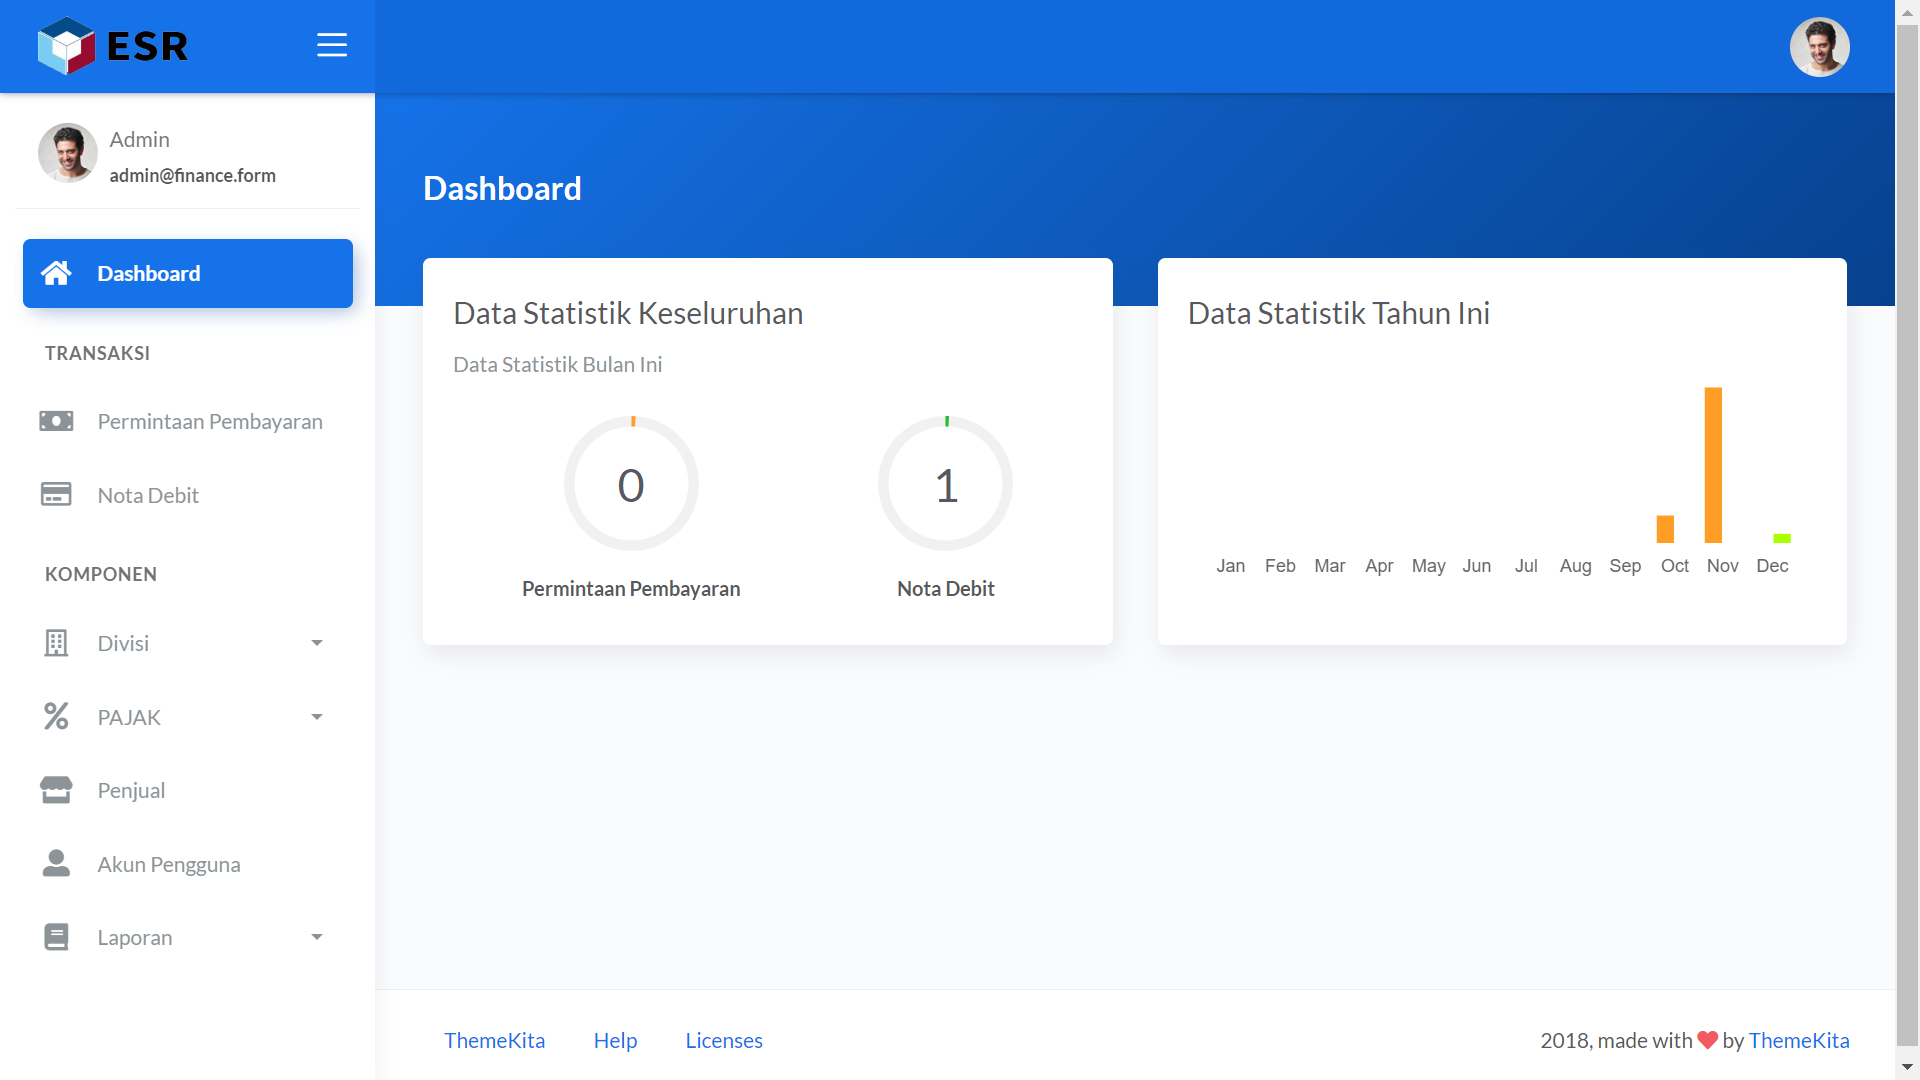 ESR
Admin
admin@finance.form
Dashboard
TRANSAKSI
Permintaan Pembayaran
Nota Debit
KOMPONEN
Divisi
PAJAK
Penjual
Akun Pengguna
Laporan
Dashboard
Data Statistik Keseluruhan
Data Statistik Bulan Ini
0
Permintaan Pembayaran
1
Nota Debit
Data Statistik Tahun Ini
Jan Feb Mar Apr May Jun Jul Aug Sep Oct Nov Dec
ThemeKita Help Licenses
2018, made with by ThemeKita